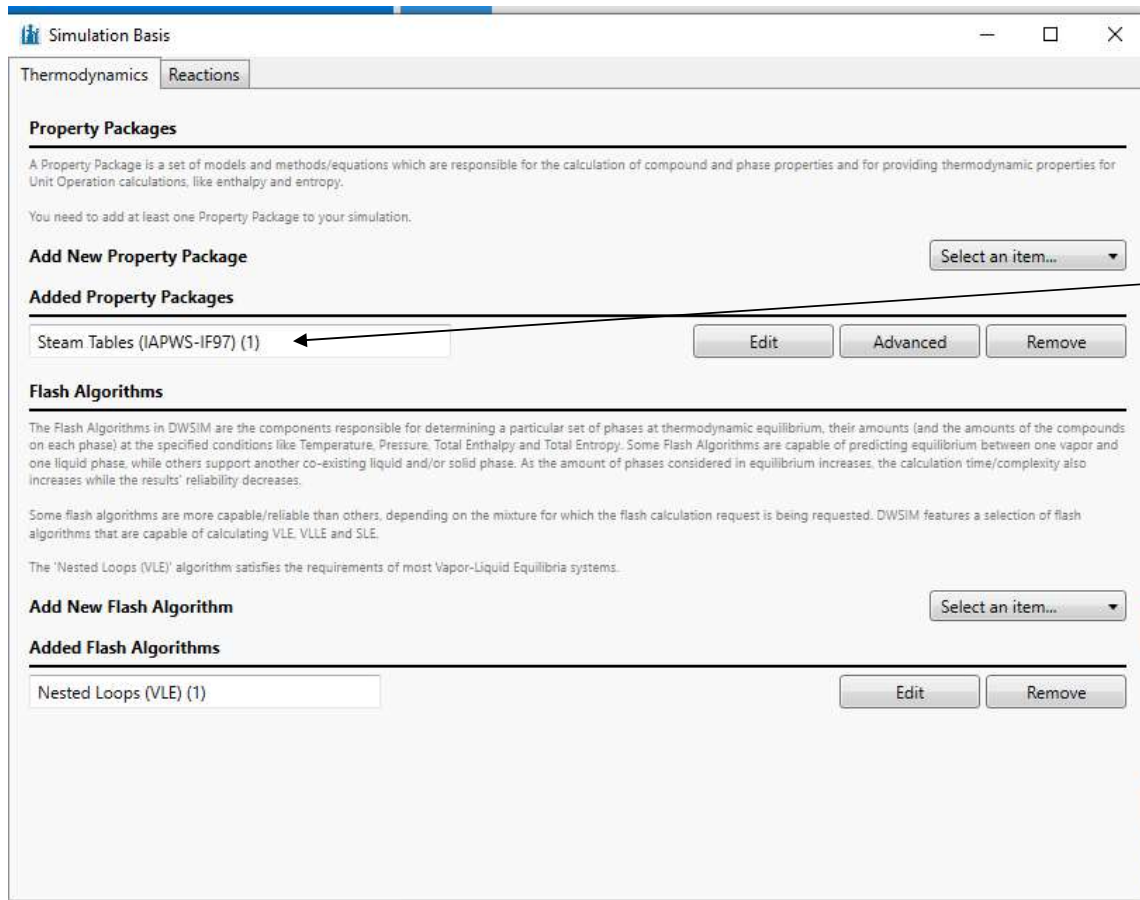 Simulation Basis
Thermodynamics Reactions
Property Packages
A Property Package is a set of models and methods/equations which are responsible for the calculation of compound and phase properties and for providing thermodynamic properties for
Unit Operation calculations, like enthalpy and entropy.
You need to add at least one Property Package to your simulation.
Add New Property Package Select an item...
Added Property Packages
Steam Tables (IAPWS-IF97) (1) Edit Advanced Remove
Flash Algorithms
The Flash Algorithms in DWSIM are the components responsible for determining a particular set of phases at thermodynamic equilibrium, their amounts (and the amounts of the compounds
on each phase) at the specified conditions like Temperature, Pressure, Total Enthalpy and Total Entropy. Some Flash Algorithms are capable of predicting equilibrium between one vapor and
one liquid phase, while others support another co-existing liquid and/or solid phase. As the amount of phases considered in equilibrium increases, the calculation time/complexity also
increases while the results' reliability decreases.
Some flash algorithms are more capable/reliable than others, depending on the mixture for which the flash calculation request is being requested. DWSIM features a selection of flash
algorithms that are capable of calculating VLE, VLLE and SLE.
The 'Nested Loops (VLE)' algorithm satisfies the requirements of most Vapor-Liquid Equilibria systems.
Add New Flash Algorithm Select an item...
Added Flash Algorithms
Nested Loops (VLE) (1) Edit Remove